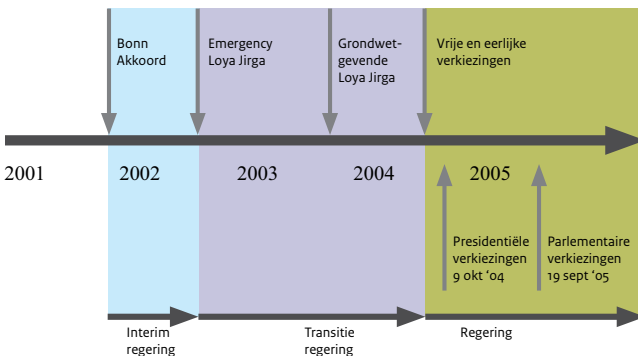 Bonn
Akkoord
Emergency
Loya Jirga
Grondwet-
gevende
Loya Jirga
Vrije en eerlijke
verkiezingen
2001
2002
2003
2004
2005
Presidentiële
verkiezingen
9 okt ‘04
Parlementaire
verkiezingen
19 sept ‘05
Interim
regering
Transitie
regering
Regering